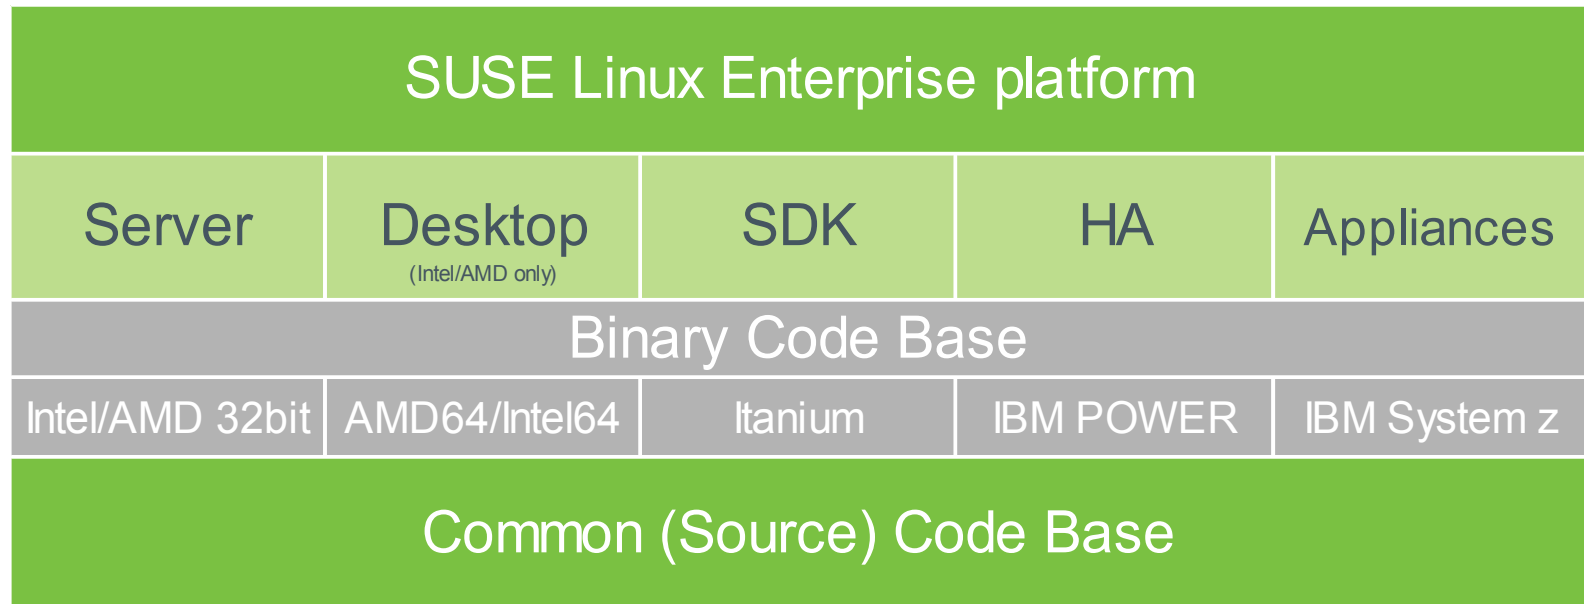 SUSE Linux Enterprise platform
Server
Desktop
(Intel/AMD only)
SDK
HA
Appliances
Binary Code Base
Intel/AMD 32bit
AMD64/Intel64
Itanium
IBM POWER
IBM System z
Common (Source) Code Base